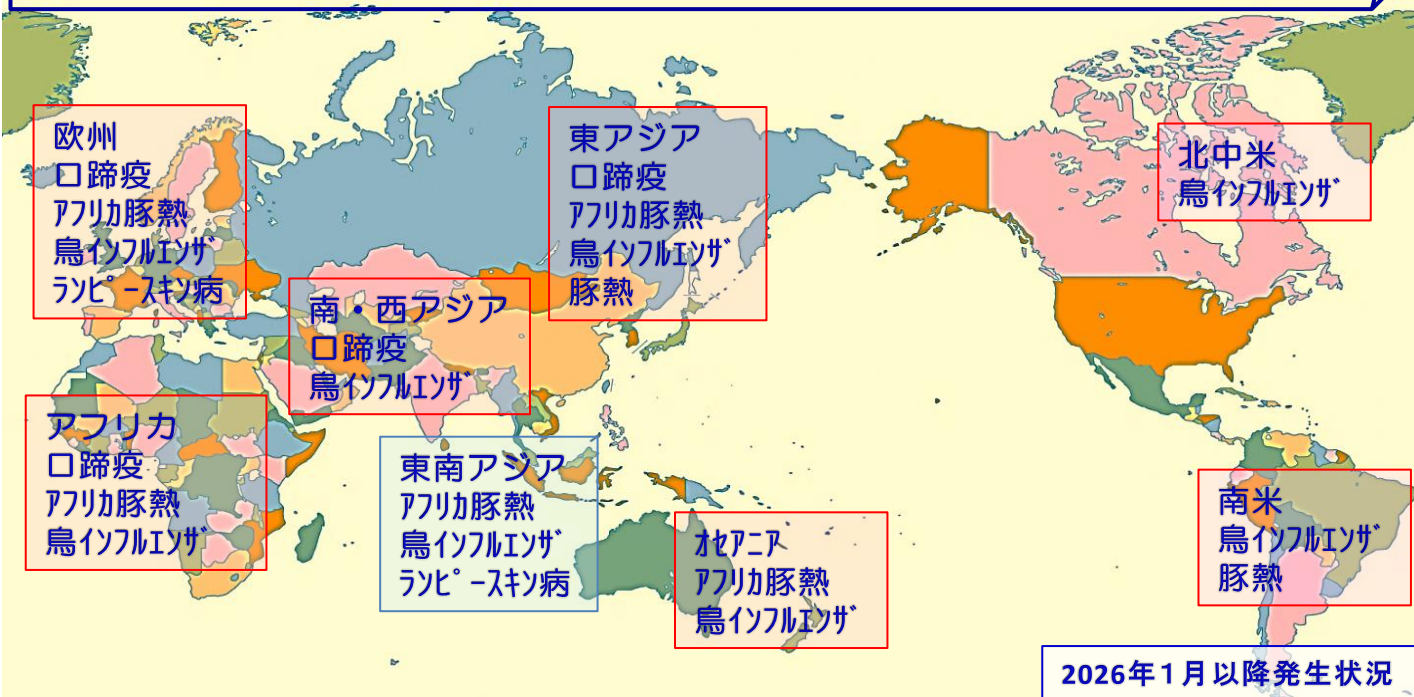 欧州
口蹄疫
ｱﾌﾘｶ豚熱
鳥ｲﾝﾌﾙｴﾝｻﾞ
ﾗﾝﾋﾟｰｽｷﾝ病
東アジア
口蹄疫
ｱﾌﾘｶ豚熱
鳥ｲﾝﾌﾙｴﾝｻﾞ
豚熱
北中米
鳥ｲﾝﾌﾙｴﾝｻﾞ
南・西アジア
口蹄疫
鳥ｲﾝﾌﾙｴﾝｻﾞ
アフリカ
口蹄疫
ｱﾌﾘｶ豚熱
鳥ｲﾝﾌﾙｴﾝｻﾞ
東南アジア
ｱﾌﾘｶ豚熱
鳥ｲﾝﾌﾙｴﾝｻﾞ
ﾗﾝﾋﾟｰｽｷﾝ病
ｵｾｱﾆｱ
ｱﾌﾘｶ豚熱
鳥ｲﾝﾌﾙｴﾝｻﾞ
南米
鳥ｲﾝﾌﾙｴﾝｻﾞ
豚熱
2026年1月以降発生状況